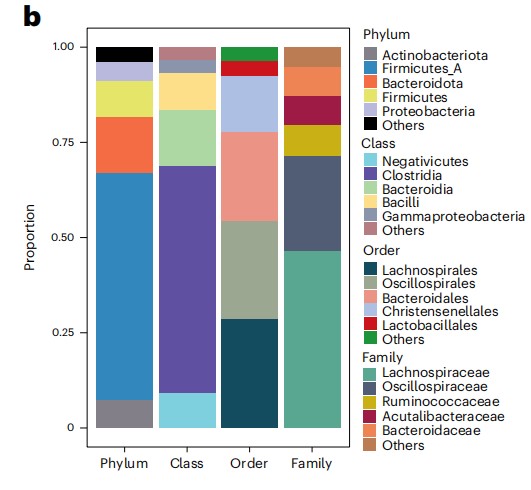 b
Proportion
1.00
0.75
0.50
0.25
0
Phylum
Class
Order
Family
Phylum
Actinobacteriota
Firmicutes_A
Bacteroidota
Firmicutes
Proteobacteria
Others
Class
Negativicutes
Clostridia
Bacteroidia
Bacilli
Gammaproteobacteria
Others
Order
Lachnospirales
Oscillospirales
Bacteroidales
Christensenellales
Lactobacillales
Others
Family
Lachnospiraceae
Oscillospiraceae
Ruminococcaceae
Acutalibacteraceae
Bacteroidaceae
Others